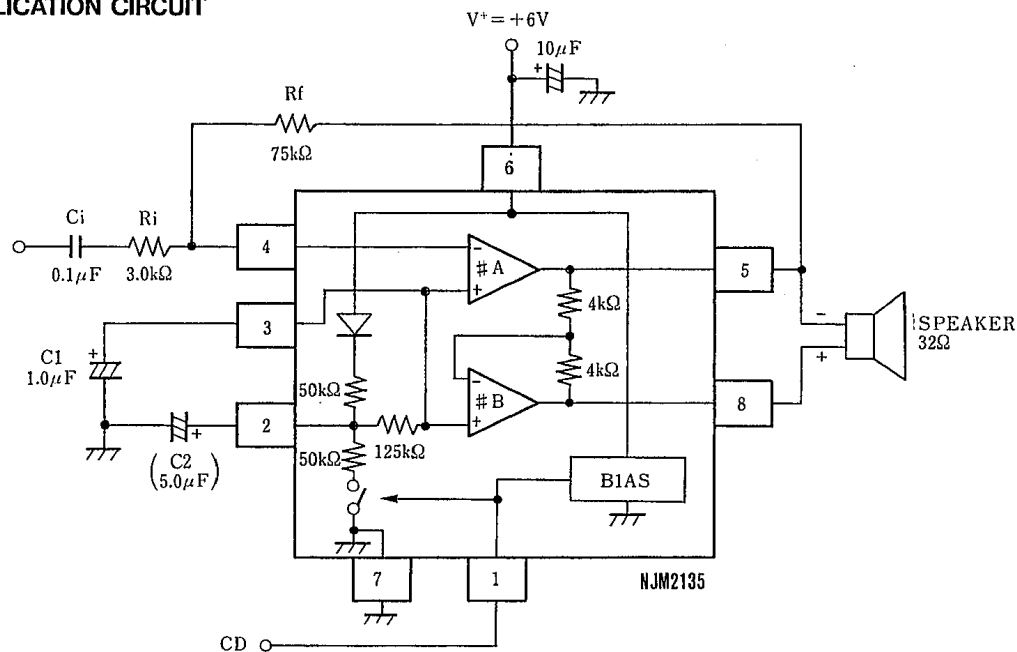 LICATION CIRCUIT
V+ = +6V
10μF
+
Rf
75kΩ
6
Ci
Ri
0.1μF
3.0kΩ
4
-
#A
+
5
4kΩ
3
-
SPEAKER
32Ω
+
C1
1.0μF
+
50kΩ
4kΩ
-
#B
+
8
2
125kΩ
C2
5.0μF
+
50kΩ
B1AS
7
1
NJM2135
CD